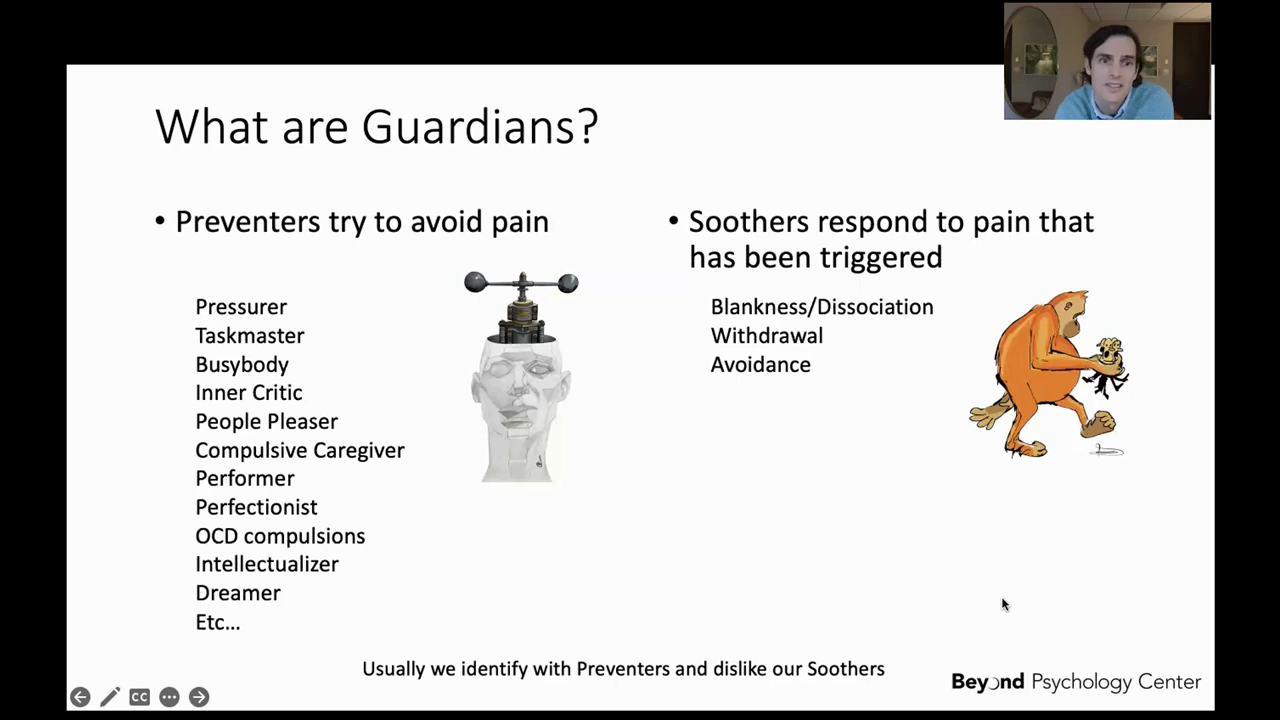 What are Guardians?
• Preventers try to avoid pain
Pressurer
Taskmaster
Busybody
Inner Critic
People Pleaser
Compulsive Caregiver
Performer
Perfectionist
OCD compulsions
Intellectualizer
Dreamer
Etc...
• Soothers respond to pain that
has been triggered
Blankness/Dissociation
Withdrawal
Avoidance
Usually we identify with Preventers and dislike our Soothers
Beyond Psychology Center
CC